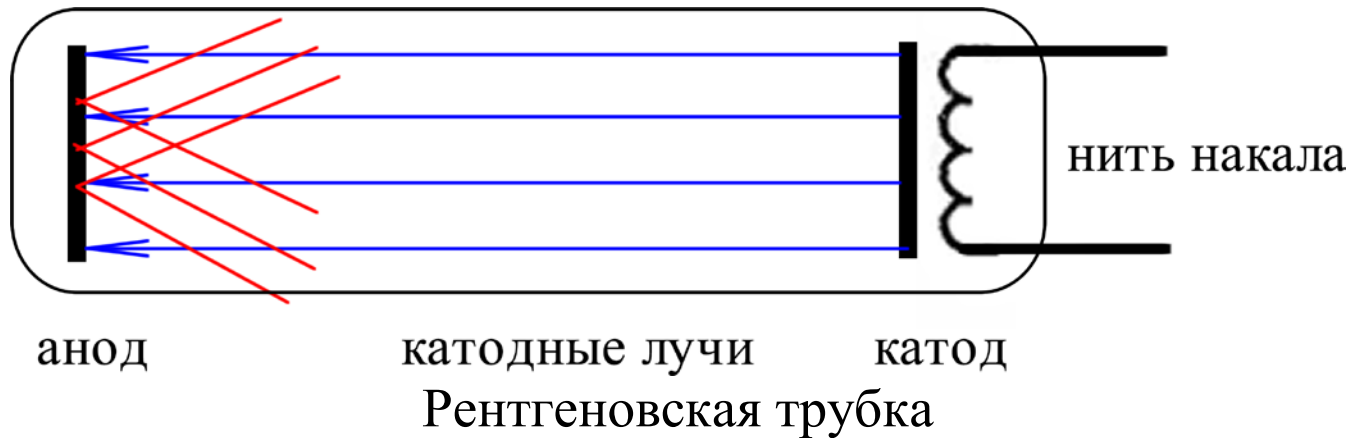 нить накала
анод катодные лучи катод
Рентгеновская трубка